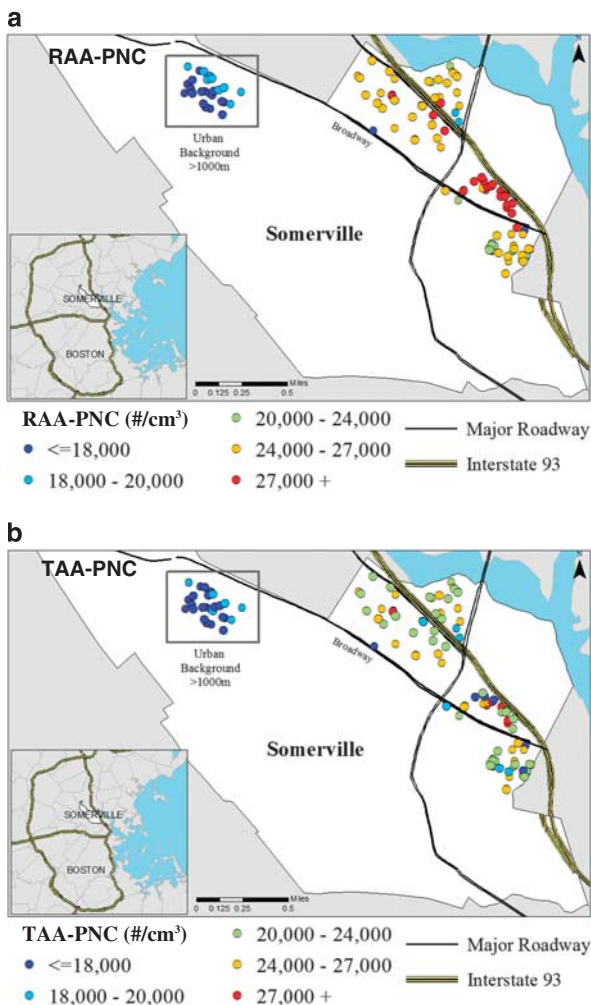 a
RAA-PNC
N
Broadway
Urban
Background
>1000m
Somerville
SOMERVILLE
BOSTON
Miles
0 0.125 0.25 0.5
RAA-PNC (#/cm³)
<=18,000
18,000 - 20,000
20,000 - 24,000
24,000 - 27,000
27,000 +
Major Roadway
Interstate 93
b
TAA-PNC
N
Broadway
Urban
Background
>1000m
Somerville
SOMERVILLE
BOSTON
Miles
0 0.125 0.25 0.5
TAA-PNC (#/cm³)
<=18,000
18,000 - 20,000
20,000 - 24,000
24,000 - 27,000
27,000 +
Major Roadway
Interstate 93